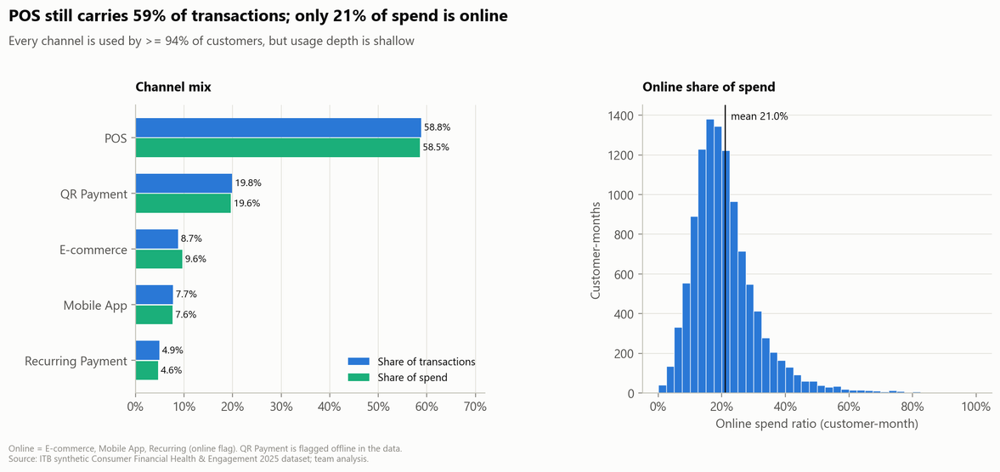 POS still carries 59% of transactions; only 21% of spend is online
Every channel is used by >= 94% of customers, but usage depth is shallow
Channel mix
POS
58.8%
58.5%
QR Payment
19.8%
19.6%
E-commerce
8.7%
9.6%
Mobile App
7.7%
7.6%
Recurring Payment
4.9%
4.6%
Share of transactions
Share of spend
0% 10% 20% 30% 40% 50% 60% 70%
Online share of spend
mean 21.0%
Customer-months
1400
1200
1000
800
600
400
200
0
0% 20% 40% 60% 80% 100%
Online spend ratio (customer-month)
Online = E-commerce, Mobile App, Recurring (online flag). QR Payment is flagged offline in the data.
Source: ITB synthetic Consumer Financial Health & Engagement 2025 dataset; team analysis.